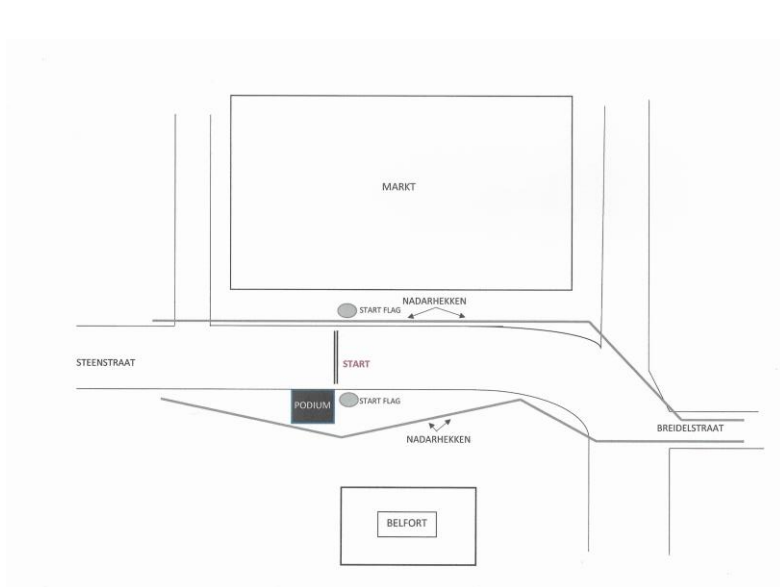 MARKT
NADARHEKKEN
START FLAG
STEENSTRAAT
START
PODIUM
START FLAG
BREIDELSTRAAT
NADARHEKKEN
BELFORT